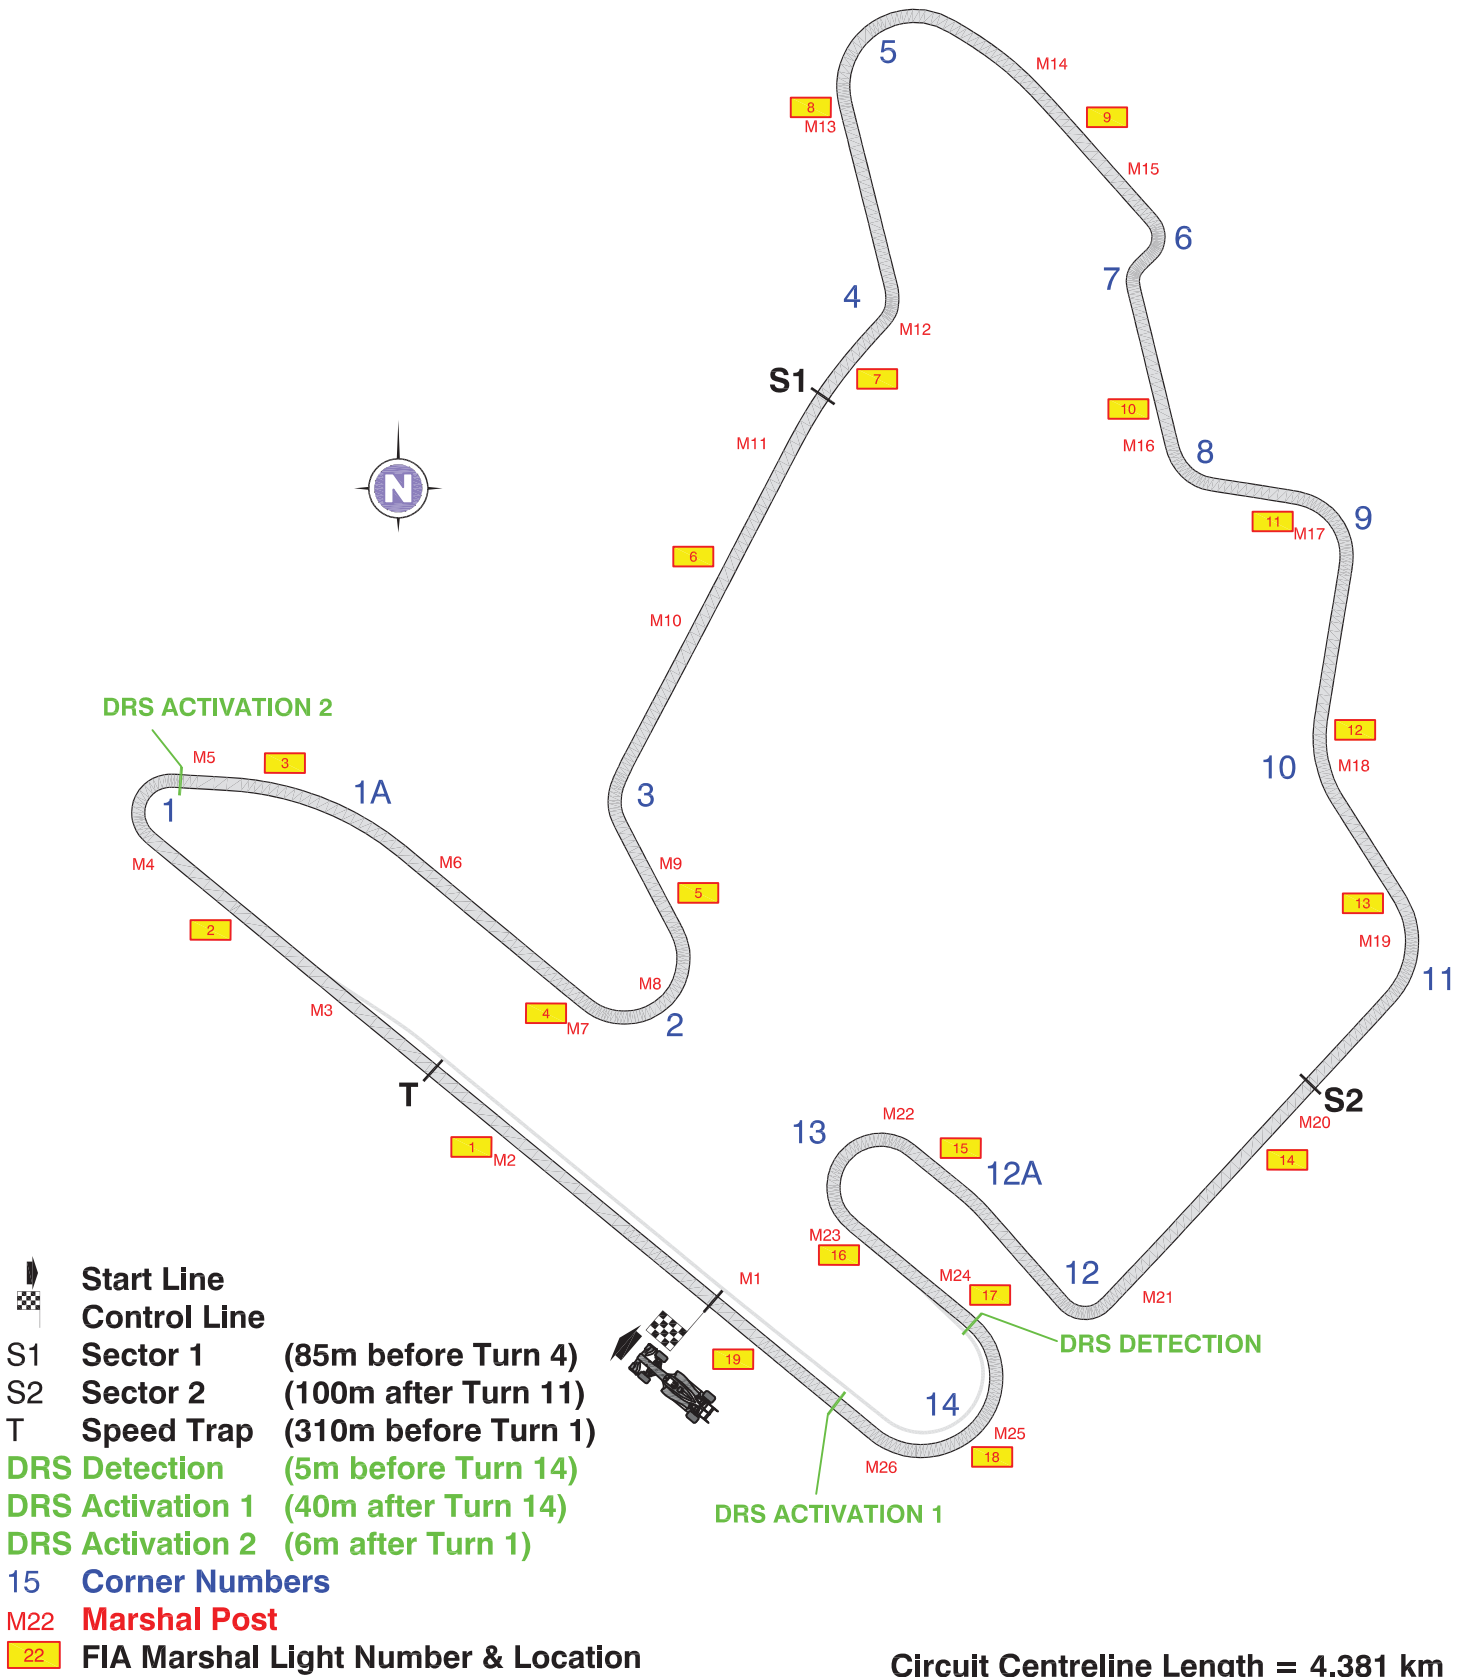 5
M14
8
M13
9
M15
6
7
4
M12
S1
7
M11
10
M16
8
N
9
11
M17
6
M10
DRS ACTIVATION 2
M5
3
1A
1
3
12
10
M18
M4
M6
M9
5
2
13
M19
M8
11
M3
4
M7
2
T
S2
M20
1
M2
M22
13
15
12A
14
M23
16
M24
17
12
M21
M1
DRS DETECTION
19
14
M25
18
M26
DRS ACTIVATION 1
Start Line
Control Line
S1 Sector 1 (85m before Turn 4)
S2 Sector 2 (100m after Turn 11)
T Speed Trap (310m before Turn 1)
DRS Detection (5m before Turn 14)
DRS Activation 1 (40m after Turn 14)
DRS Activation 2 (6m after Turn 1)
15 Corner Numbers
M22 Marshal Post
22 FIA Marshal Light Number & Location
Circuit Centreline Length = 4.381 km